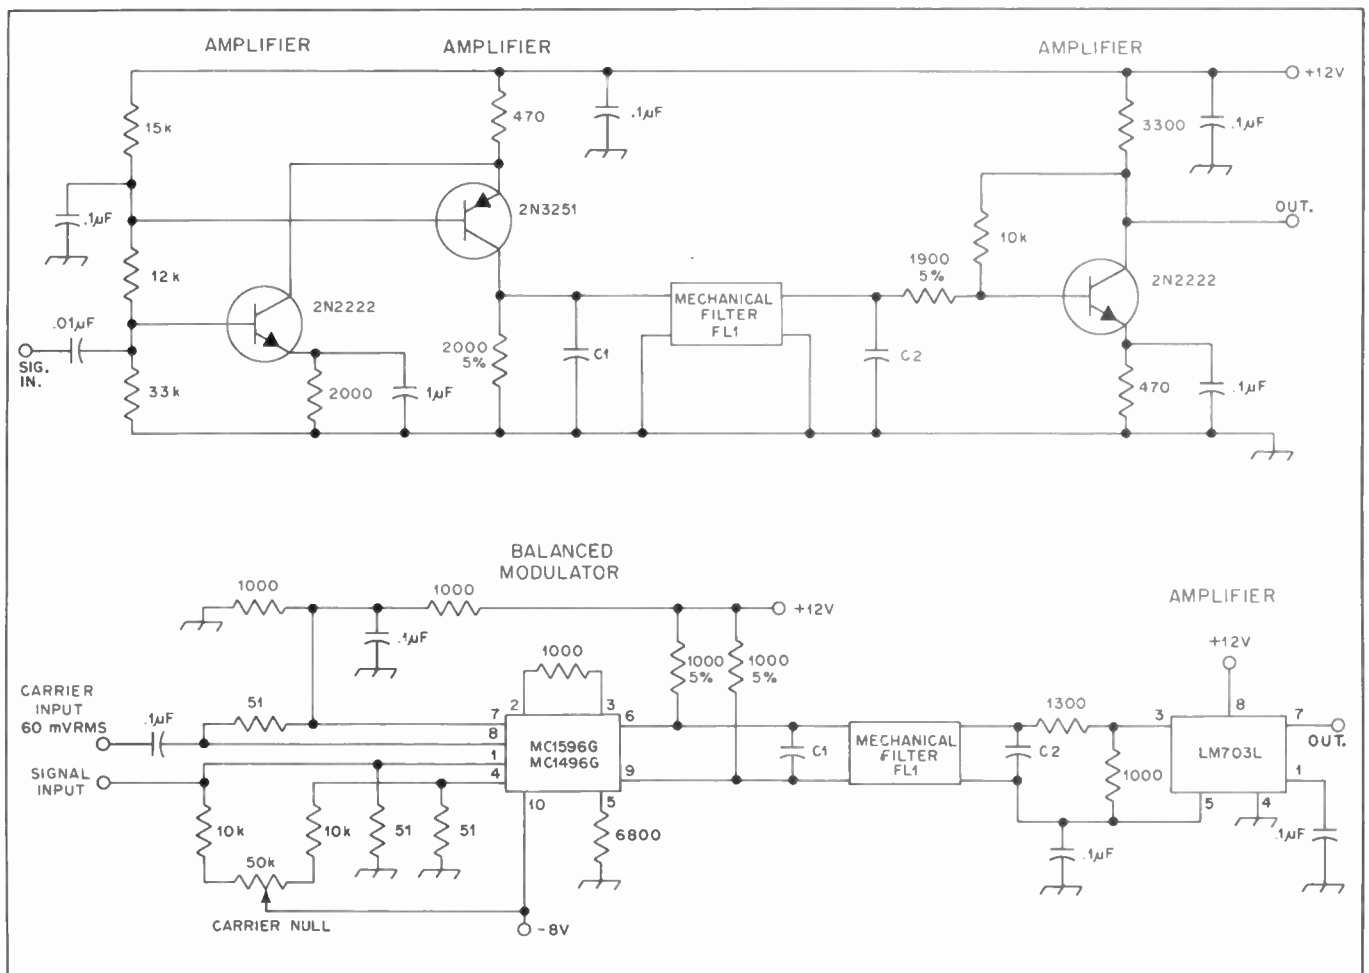 AMPLIFIER
AMPLIFIER
AMPLIFIER
+12V
15k
470
.1µF
3300
.1µF
.1µF
2N3251
OUT.
12k
10k
1900
5%
2N2222
2N2222
MECHANICAL
FILTER
FL1
.01µF
SIG.
IN.
33k
2000
1µF
2000
5%
C1
C2
470
.1µF
BALANCED
MODULATOR
1000
1000
+12V
AMPLIFIER
.1µF
+12V
1000
1000
5%
1000
5%
CARRIER
INPUT
60 mVRMS
.1µF
51
2
3
7
8
1
4
10
5
6
9
MC1596G
MC1496G
C1
MECHANICAL
FILTER
FL1
1300
C2
1000
3
8
7
LM703L
OUT.
1
5
4
SIGNAL
INPUT
10k
10k
51
51
6800
50k
.1µF
.1µF
CARRIER NULL
-8V